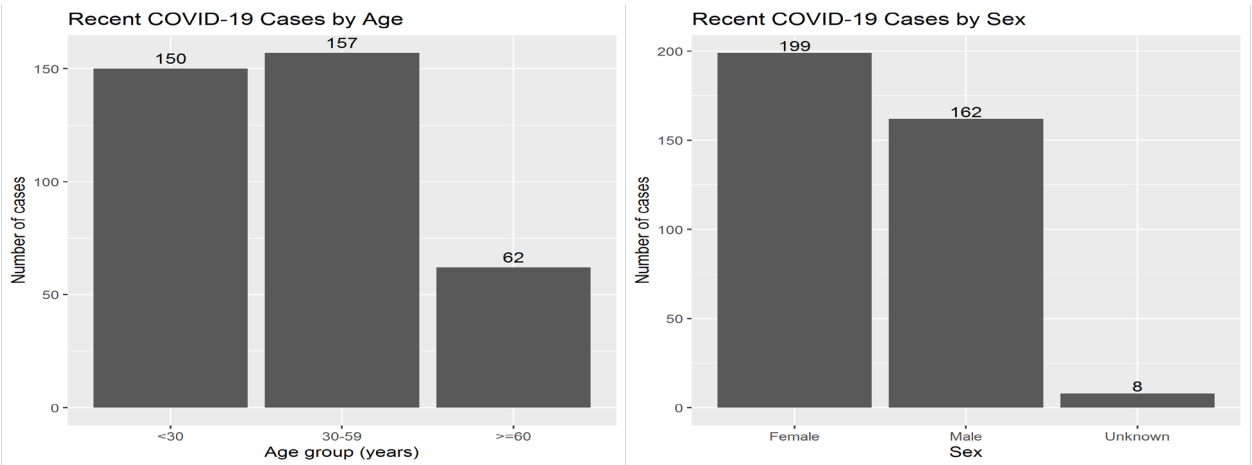 Recent COVID-19 Cases by Age
Number of cases
150
100
50
0
150
157
62
<30
30-59
>=60
Age group (years)
Recent COVID-19 Cases by Sex
Number of cases
200
150
100
50
0
199
162
8
Female
Male
Unknown
Sex